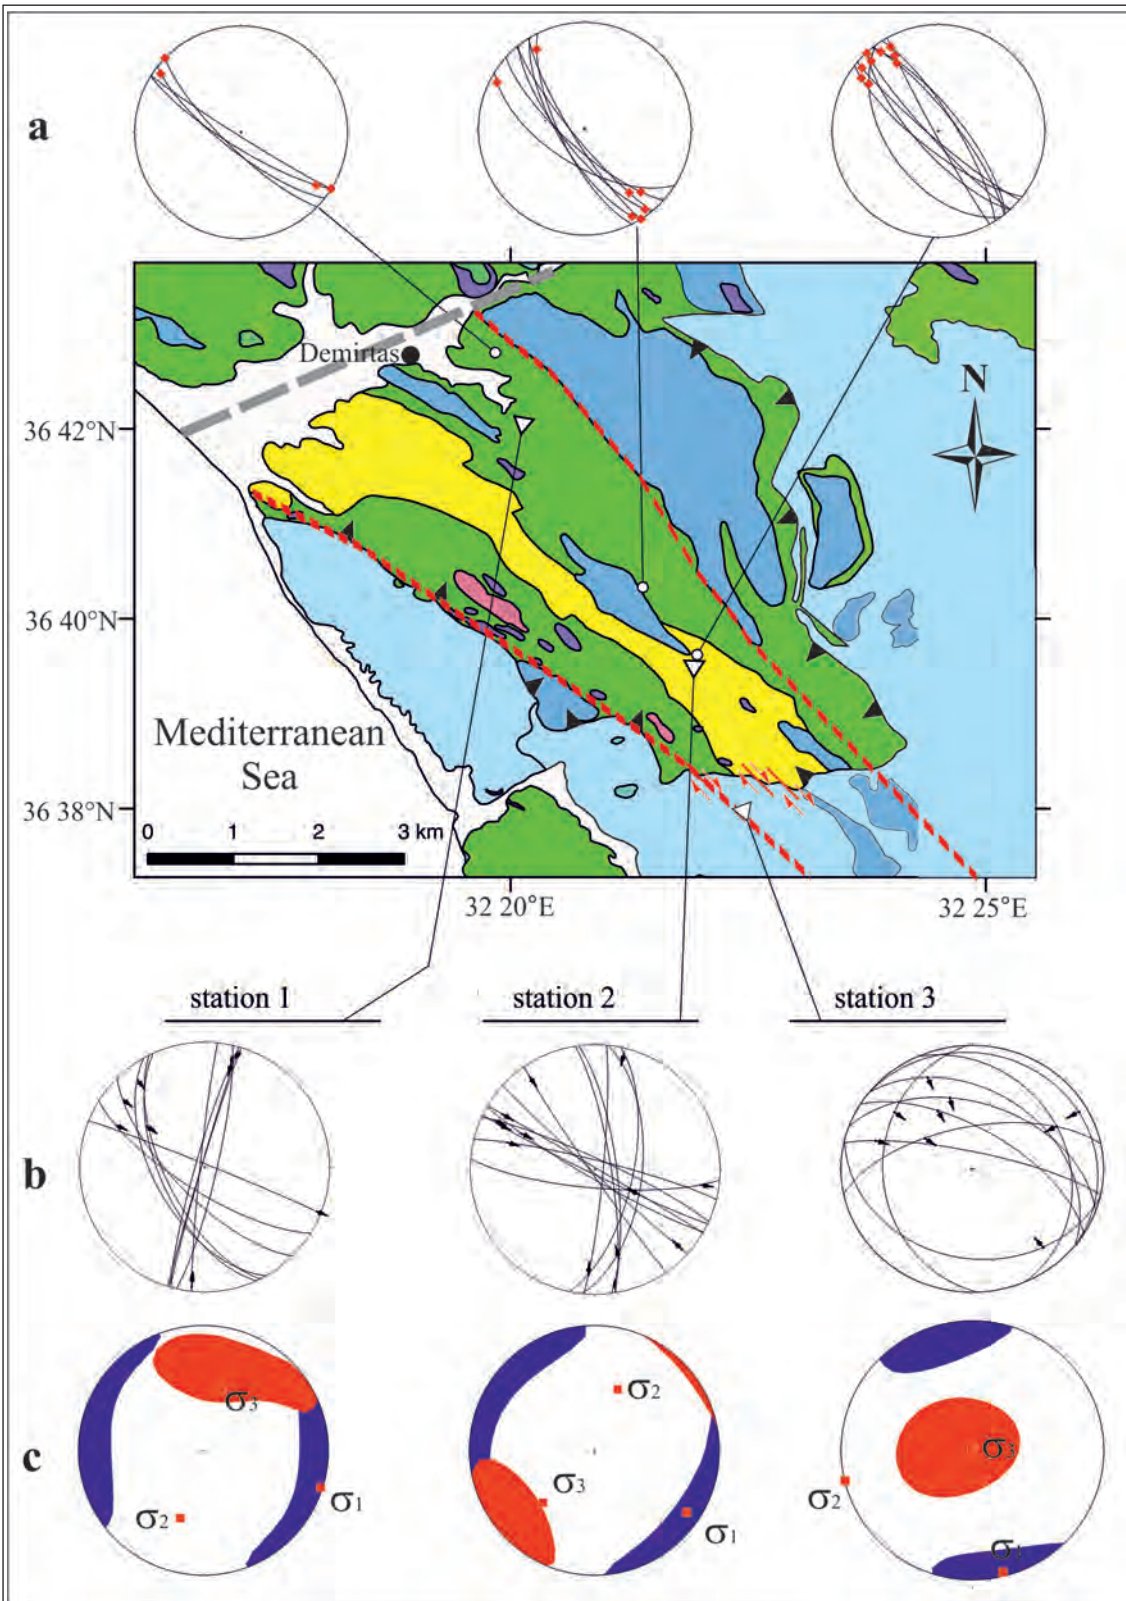 a
Demirtas
N
36 42°N
36 40°N
Mediterranean
Sea
36 38°N
0 1 2 3 km
32 20°E
32 25°E
station 1
station 2
station 3
b
c
σ3
σ1
σ2
σ2
σ3
σ1
σ3
σ2
σ1